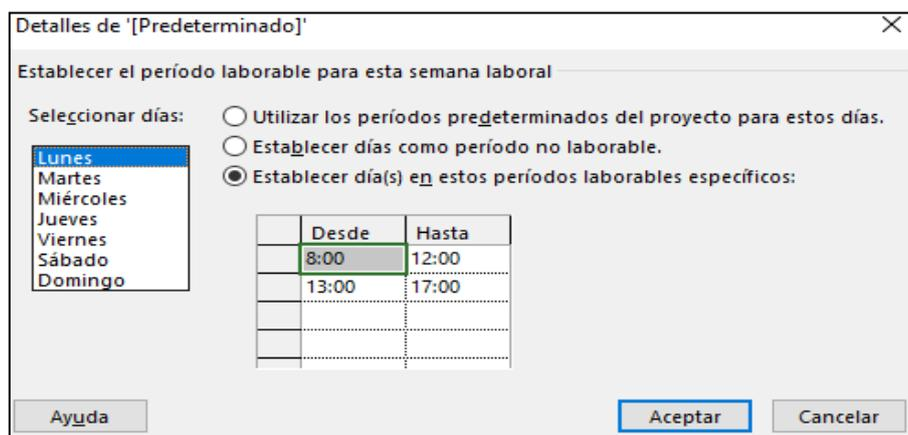 Detalles de '[Predeterminado]'
Establecer el período laborable para esta semana laboral
Seleccionar días:
Lunes
Martes
Miércoles
Jueves
Viernes
Sábado
Domingo
Utilizar los períodos predeterminados del proyecto para estos días.
Establecer días como período no laborable.
Establecer día(s) en estos períodos laborables específicos:
Desde Hasta
8:00 12:00
13:00 17:00
Ayuda Aceptar Cancelar